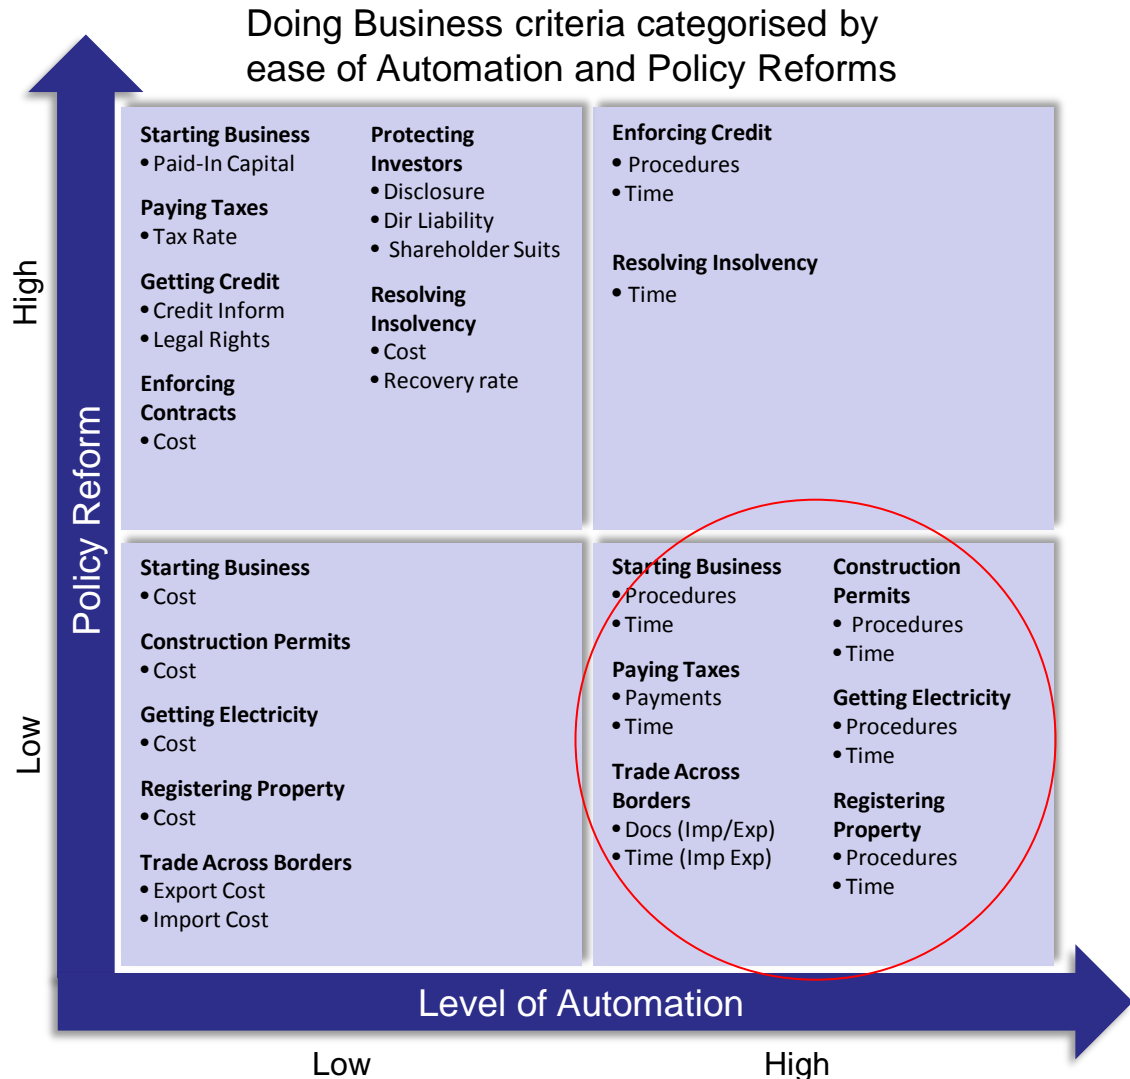 Doing Business criteria categorised by
ease of Automation and Policy Reforms
High
Low
Policy Reform
Starting Business
• Paid-In Capital
Paying Taxes
• Tax Rate
Getting Credit
• Credit Inform
• Legal Rights
Enforcing
Contracts
• Cost
Protecting
Investors
• Disclosure
• Dir Liability
• Shareholder Suits
Resolving
Insolvency
• Cost
• Recovery rate
Enforcing Credit
• Procedures
• Time
Resolving Insolvency
• Time
Starting Business
• Cost
Construction Permits
• Cost
Getting Electricity
• Cost
Registering Property
• Cost
Trade Across Borders
• Export Cost
• Import Cost
Starting Business
• Procedures
• Time
Paying Taxes
• Payments
• Time
Trade Across
Borders
• Docs (Imp/Exp)
• Time (Imp Exp)
Construction
Permits
• Procedures
• Time
Getting Electricity
• Procedures
• Time
Registering
Property
• Procedures
• Time
Level of Automation
Low
High